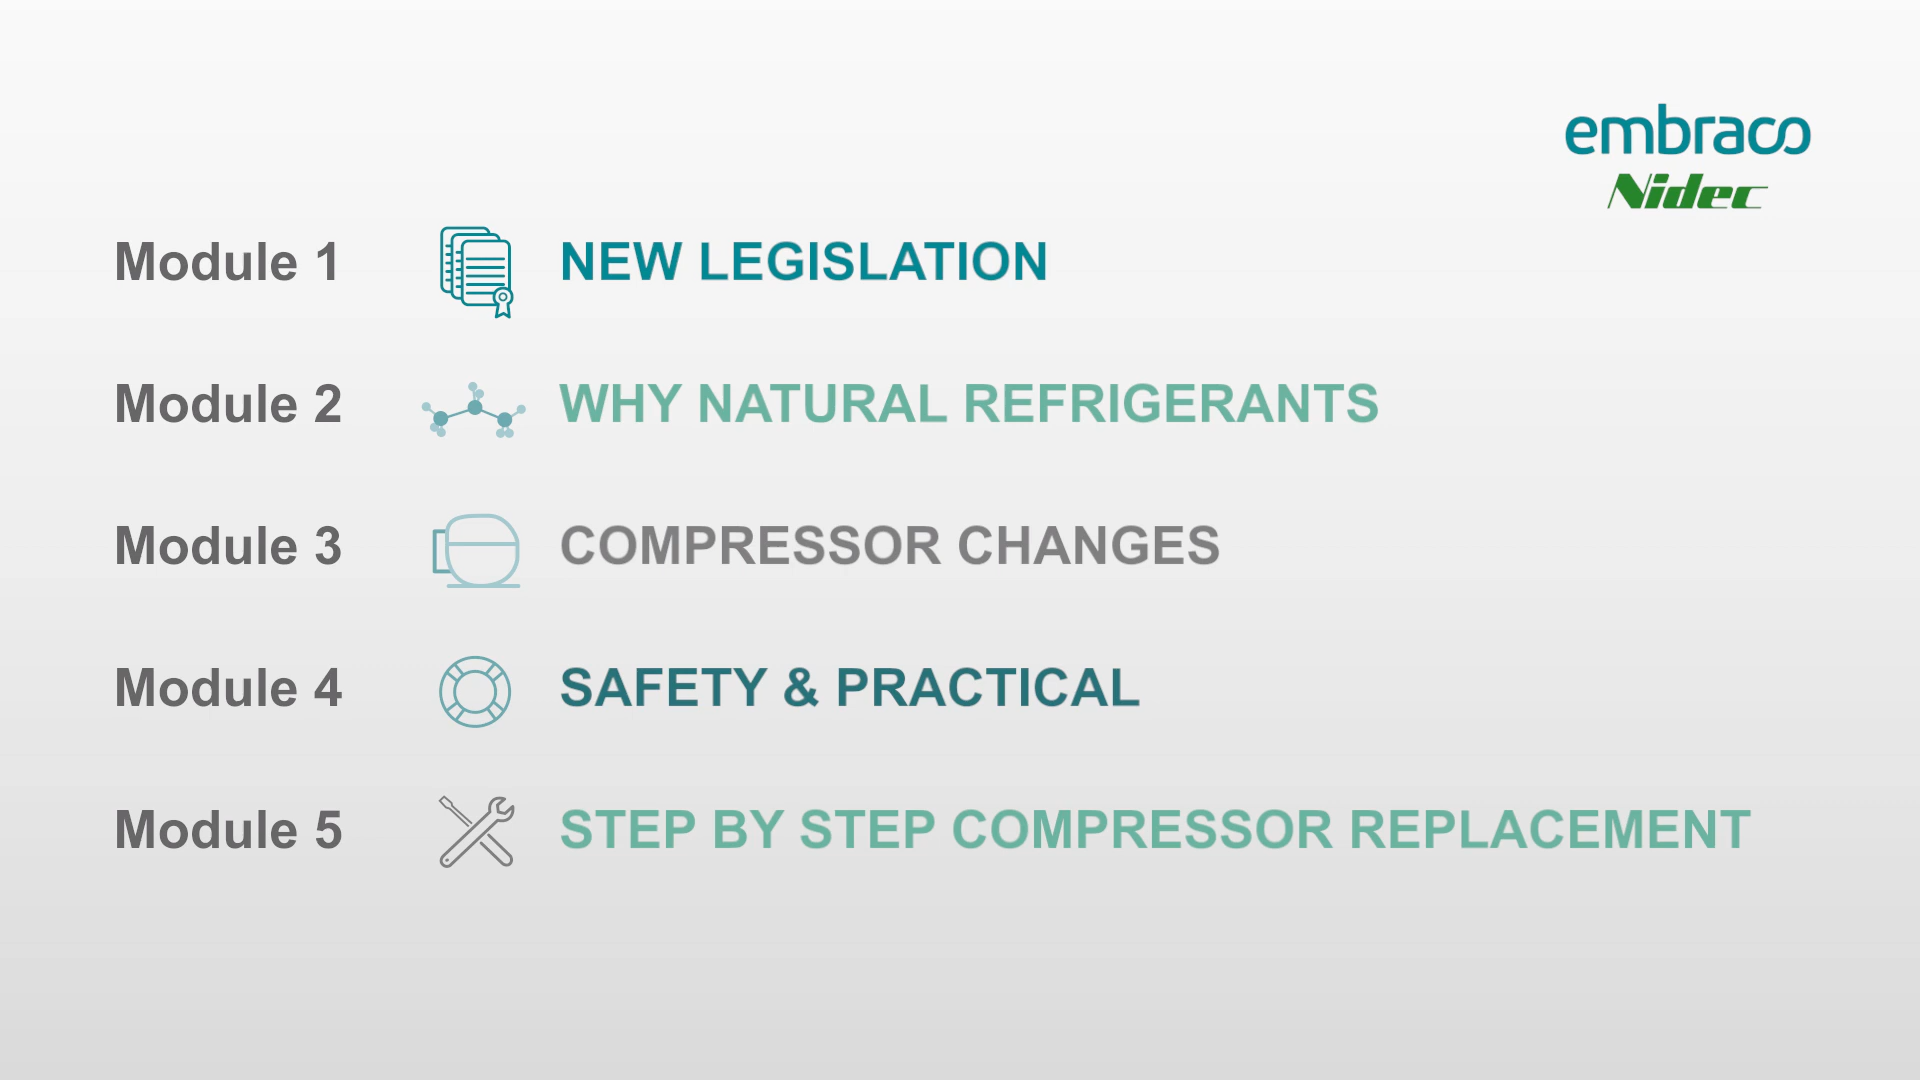 embraco
Nidec
Module 1 NEW LEGISLATION
Module 2 WHY NATURAL REFRIGERANTS
Module 3 COMPRESSOR CHANGES
Module 4 SAFETY & PRACTICAL
Module 5 STEP BY STEP COMPRESSOR REPLACEMENT